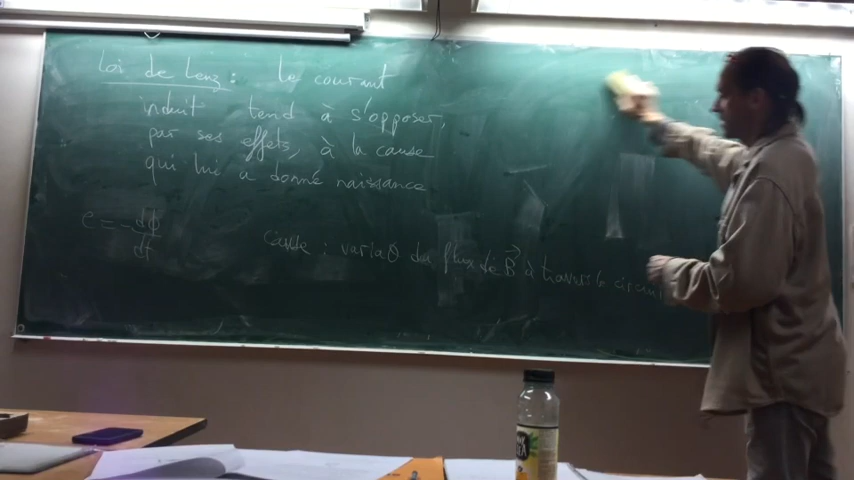 Loi de Lenz : le courant
induit tend à s'opposer,
par ses effets, à la cause
qui lui a donné naissance
e = - dΦ/dt
cause : variaθ du flux de B⃗ à travers le circuit